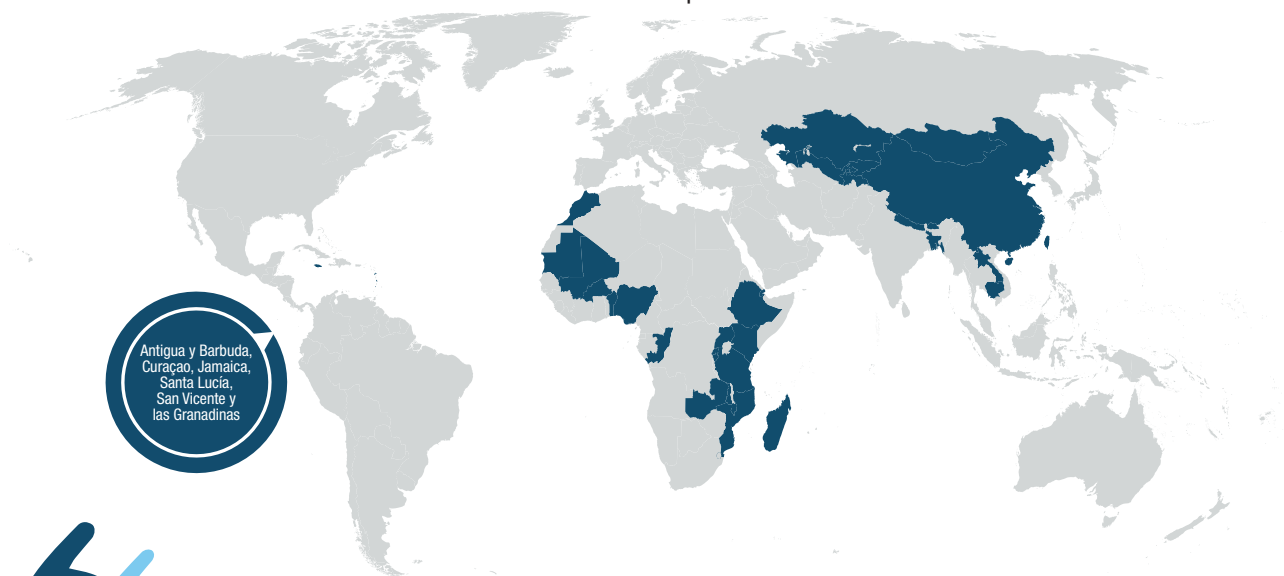 Antigua y Barbuda,
Curaçao, Jamaica,
Santa Lucía,
San Vicente y
las Granadinas